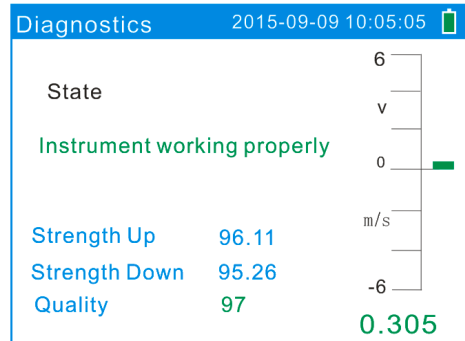 Diagnostics 2015-09-09 10:05:05
6
State
v
Instrument working properly
0
m/s
Strength Up 96.11
Strength Down 95.26
-6
Quality 97
0.305